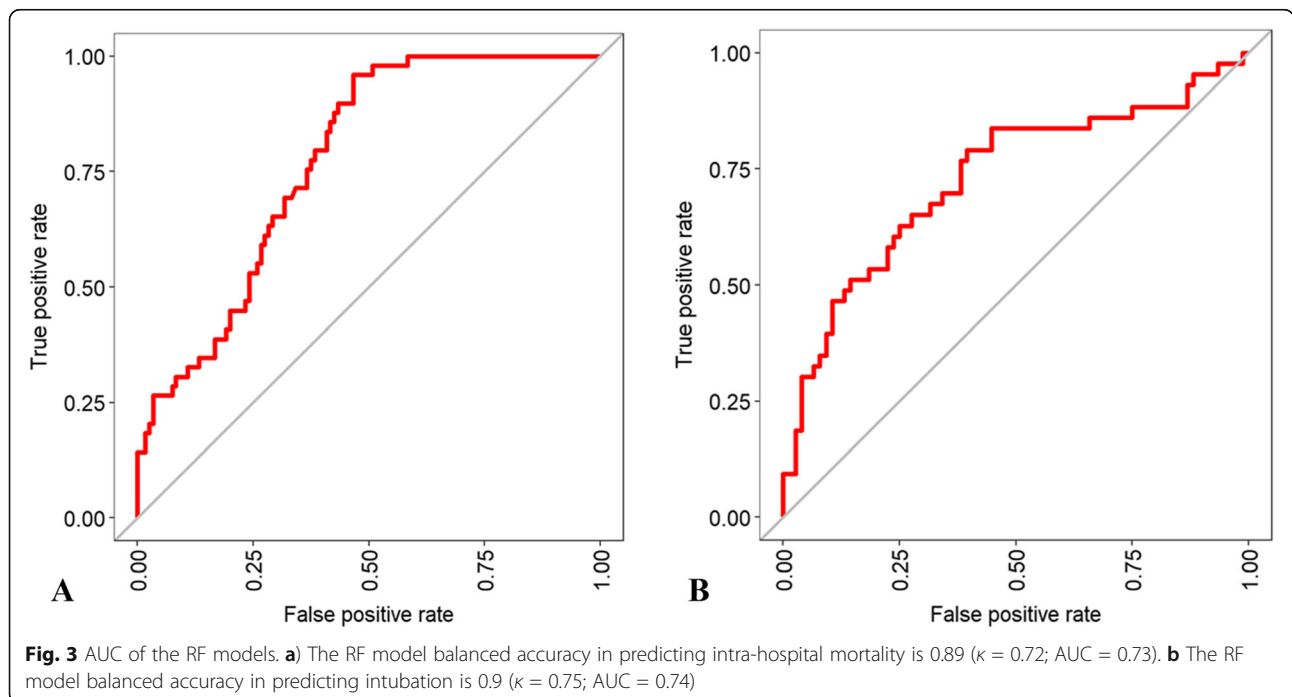 1.00
0.75
0.50
0.25
0.00
True positive rate
0.00
0.25
0.50
0.75
1.00
False positive rate
A
1.00
0.75
0.50
0.25
0.00
True positive rate
0.00
0.25
0.50
0.75
1.00
False positive rate
B
Fig. 3 AUC of the RF models. a) The RF model balanced accuracy in predicting intra-hospital mortality is 0.89 (κ = 0.72; AUC = 0.73). b The RF
model balanced accuracy in predicting intubation is 0.9 (κ = 0.75; AUC = 0.74)